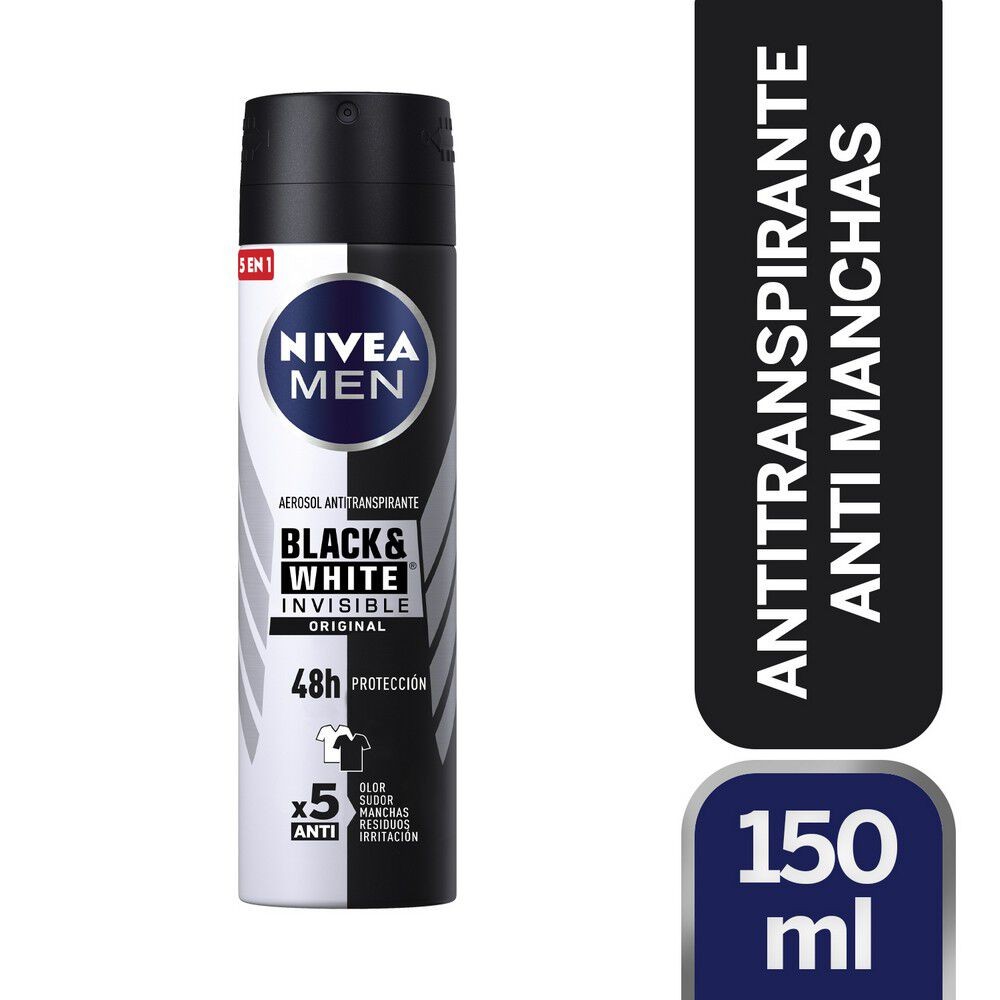 5 EN 1
NIVEA
MEN
AEROSOL ANTITRANSPIRANTE
BLACK&
WHITE®
INVISIBLE
ORIGINAL
48h PROTECCIÓN
x5
ANTI
OLOR
SUDOR
MANCHAS
RESIDUOS
IRRITACIÓN
ANTITRANSPIRANTE
ANTI MANCHAS
150
ml